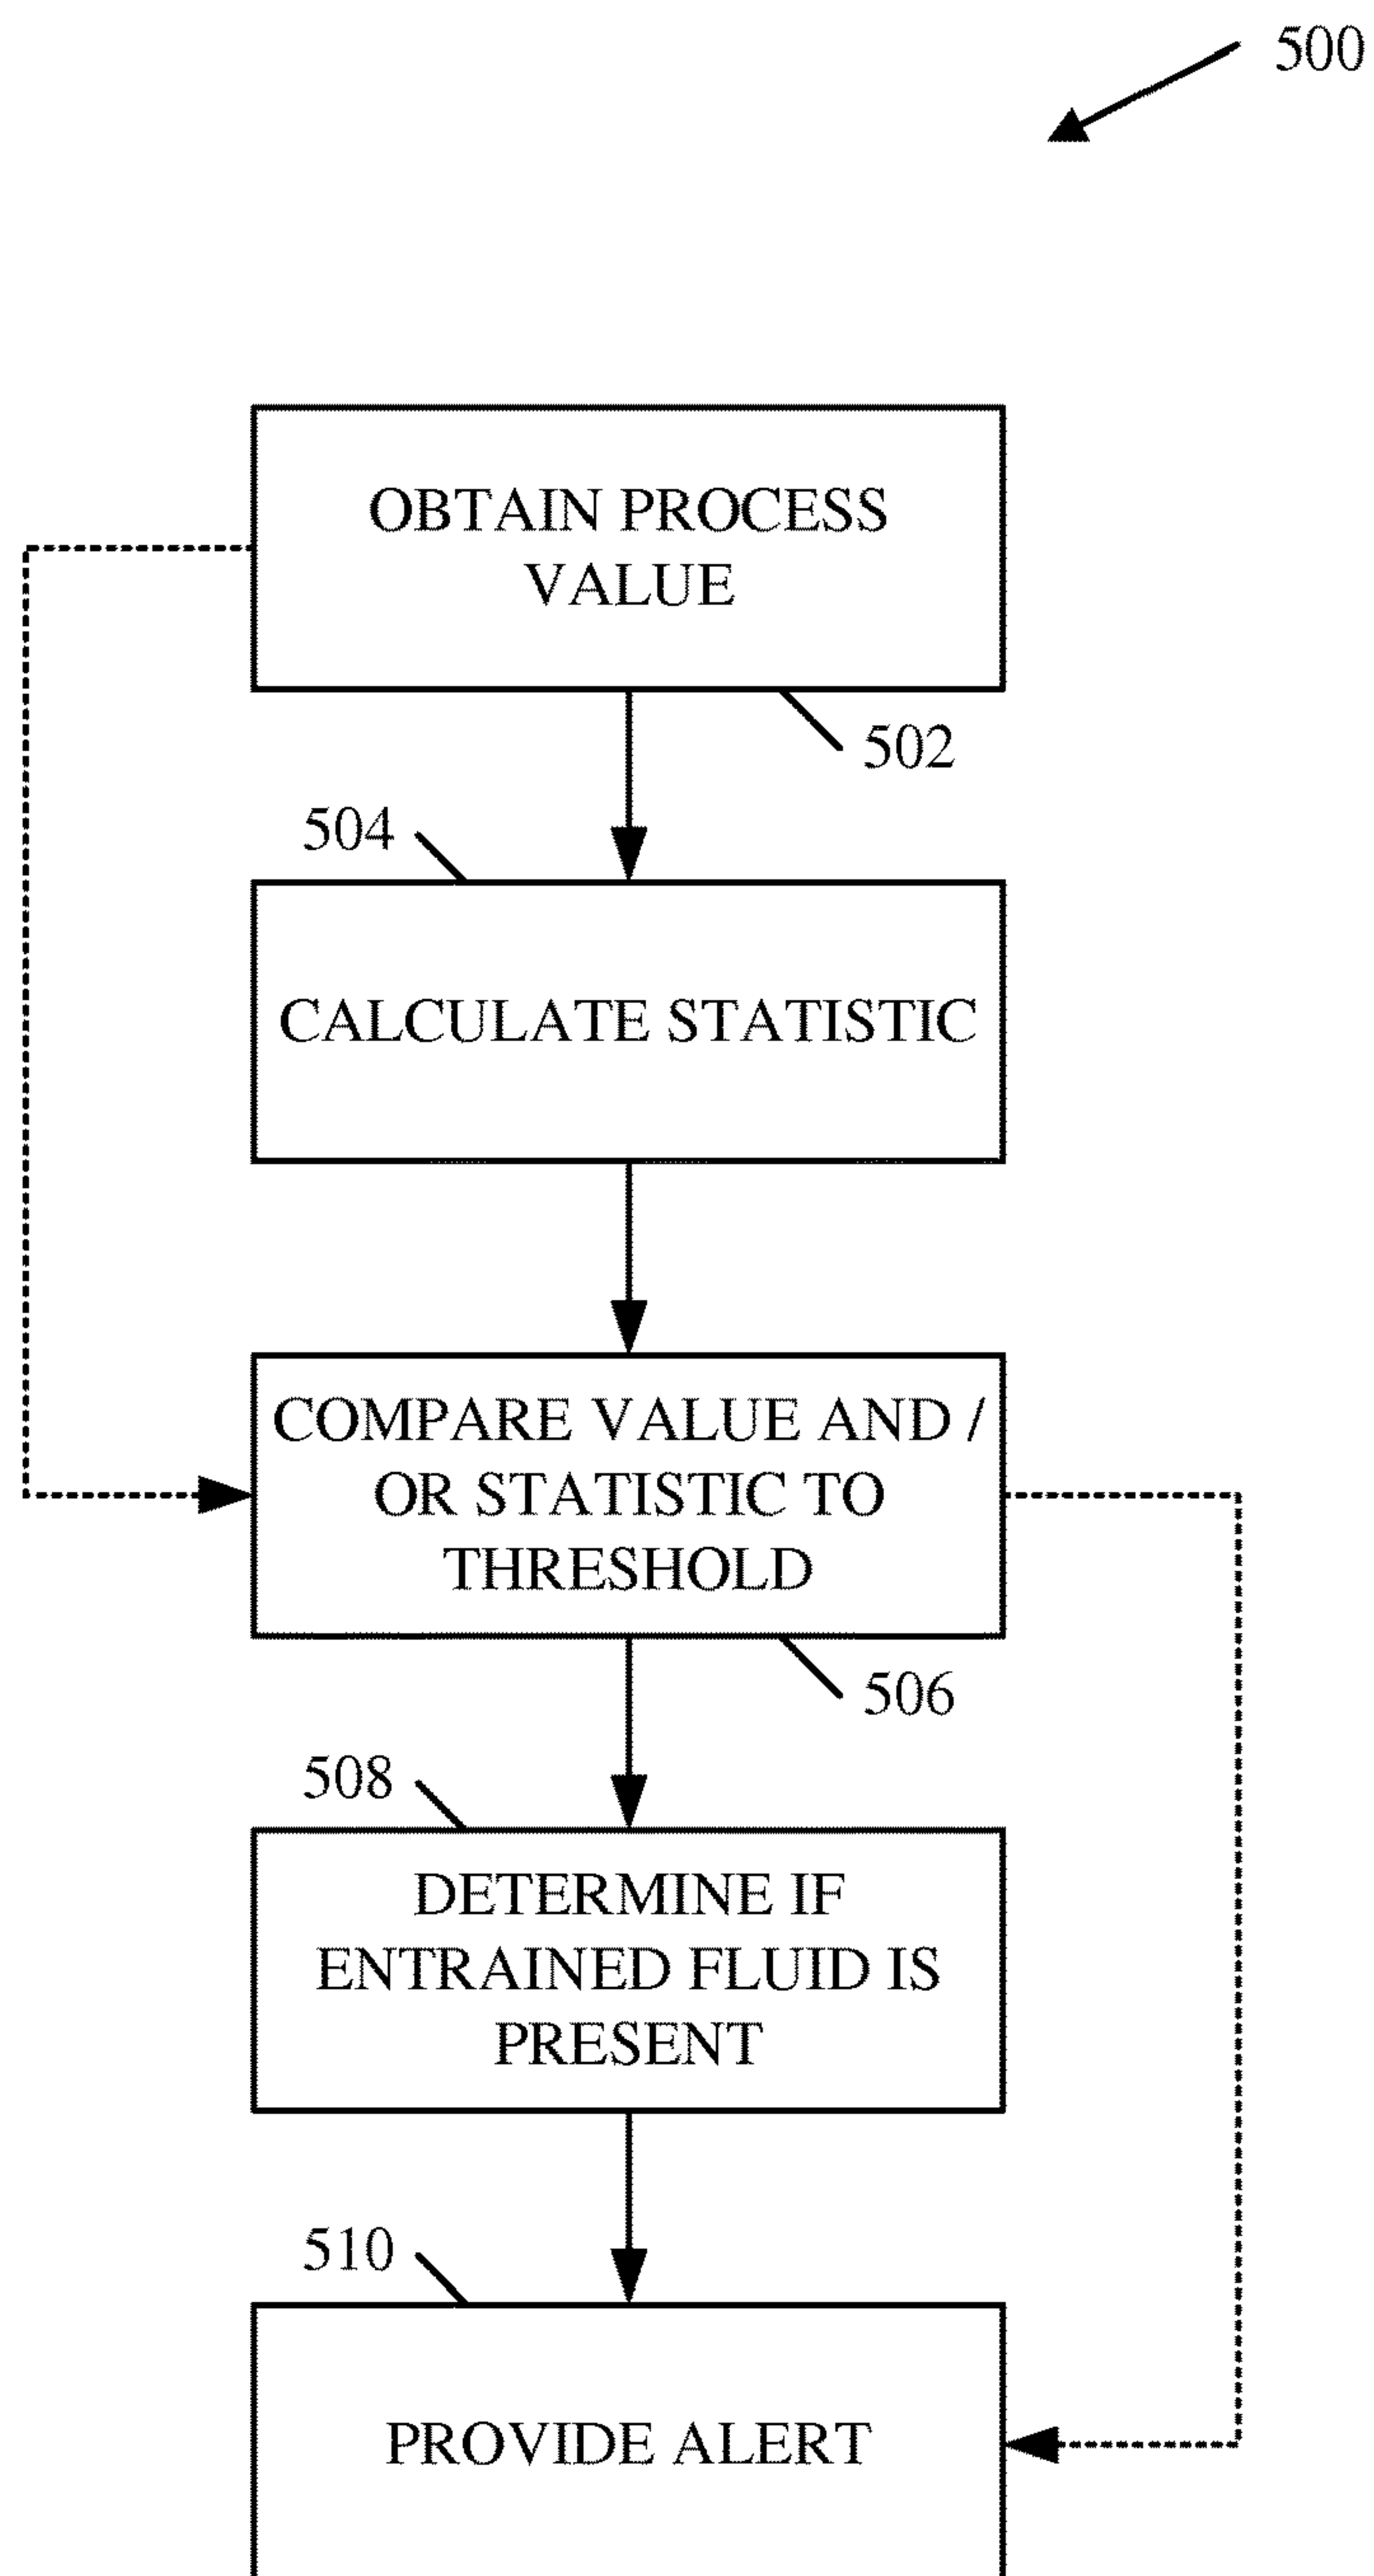 500
OBTAIN PROCESS
VALUE
502
504
CALCULATE STATISTIC
COMPARE VALUE AND /
OR STATISTIC TO
THRESHOLD
506
508
DETERMINE IF
ENTRAINED FLUID IS
PRESENT
510
PROVIDE ALERT